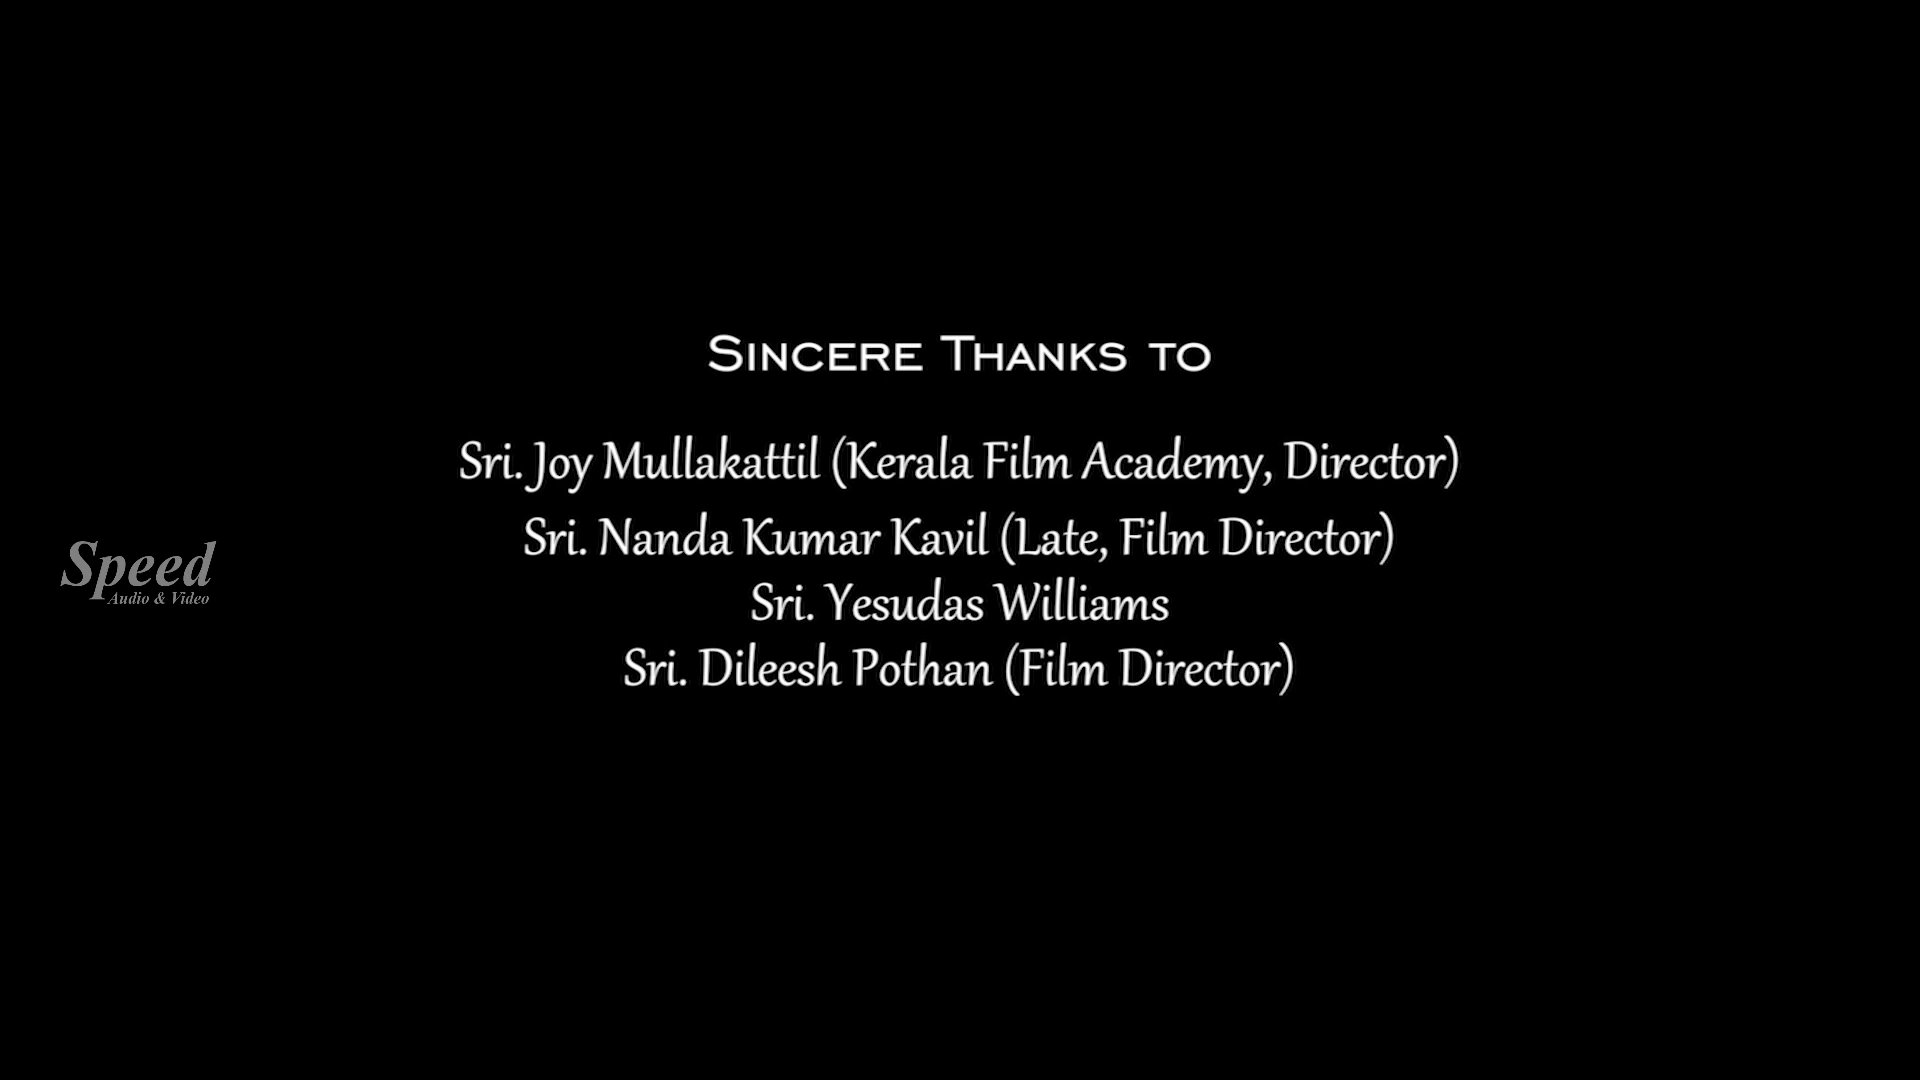 Sincere Thanks to
Sri. Joy Mullakattil (Kerala Film Academy, Director)
Sri. Nanda Kumar Kavil (Late, Film Director)
Sri. Yesudas Williams
Sri. Dileesh Pothan (Film Director)
Speed
Audio & Video